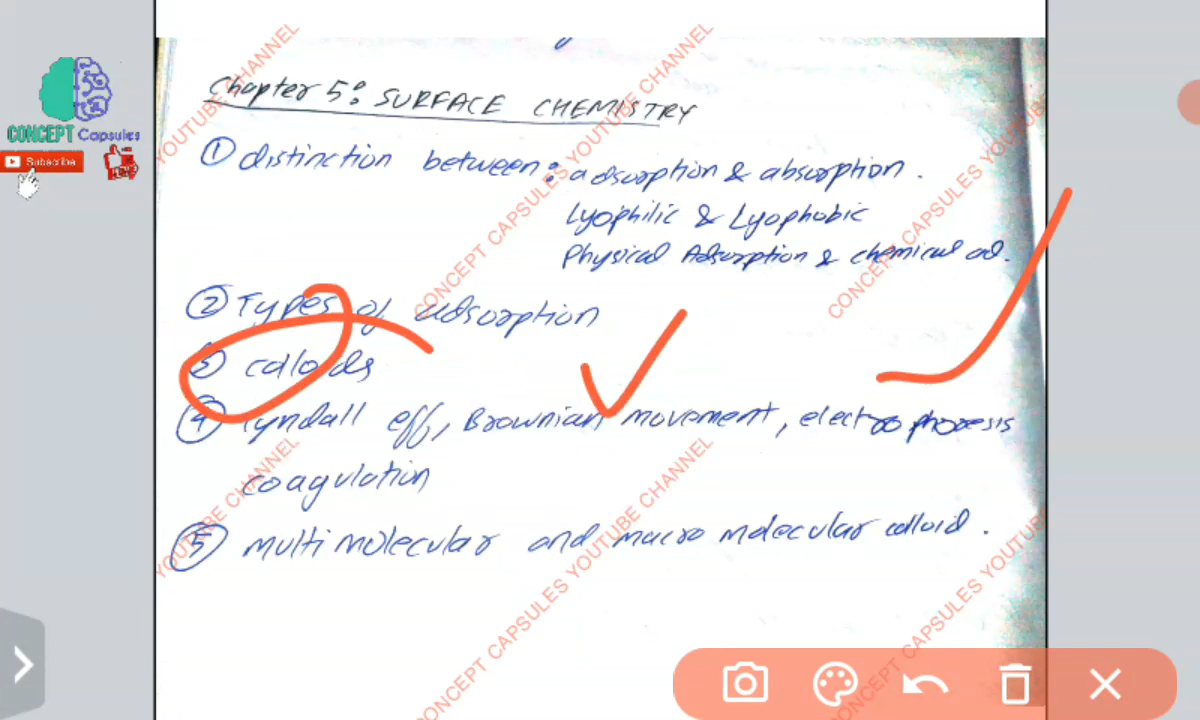 Chapter 5: SURFACE CHEMISTRY
① distinction between: adsorption & absorption.
Lyophilic & Lyophobic
Physical Adsorption & chemical ad.
② Types of adsorption
③ colloids
④ Tyndall eff, Brownian movement, electrophoresis
coagulation
⑤ multimolecular and macro molecular colloid.
CONCEPT Capsules
Subscribe
CONCEPT CAPSULES YOUTUBE CHANNEL